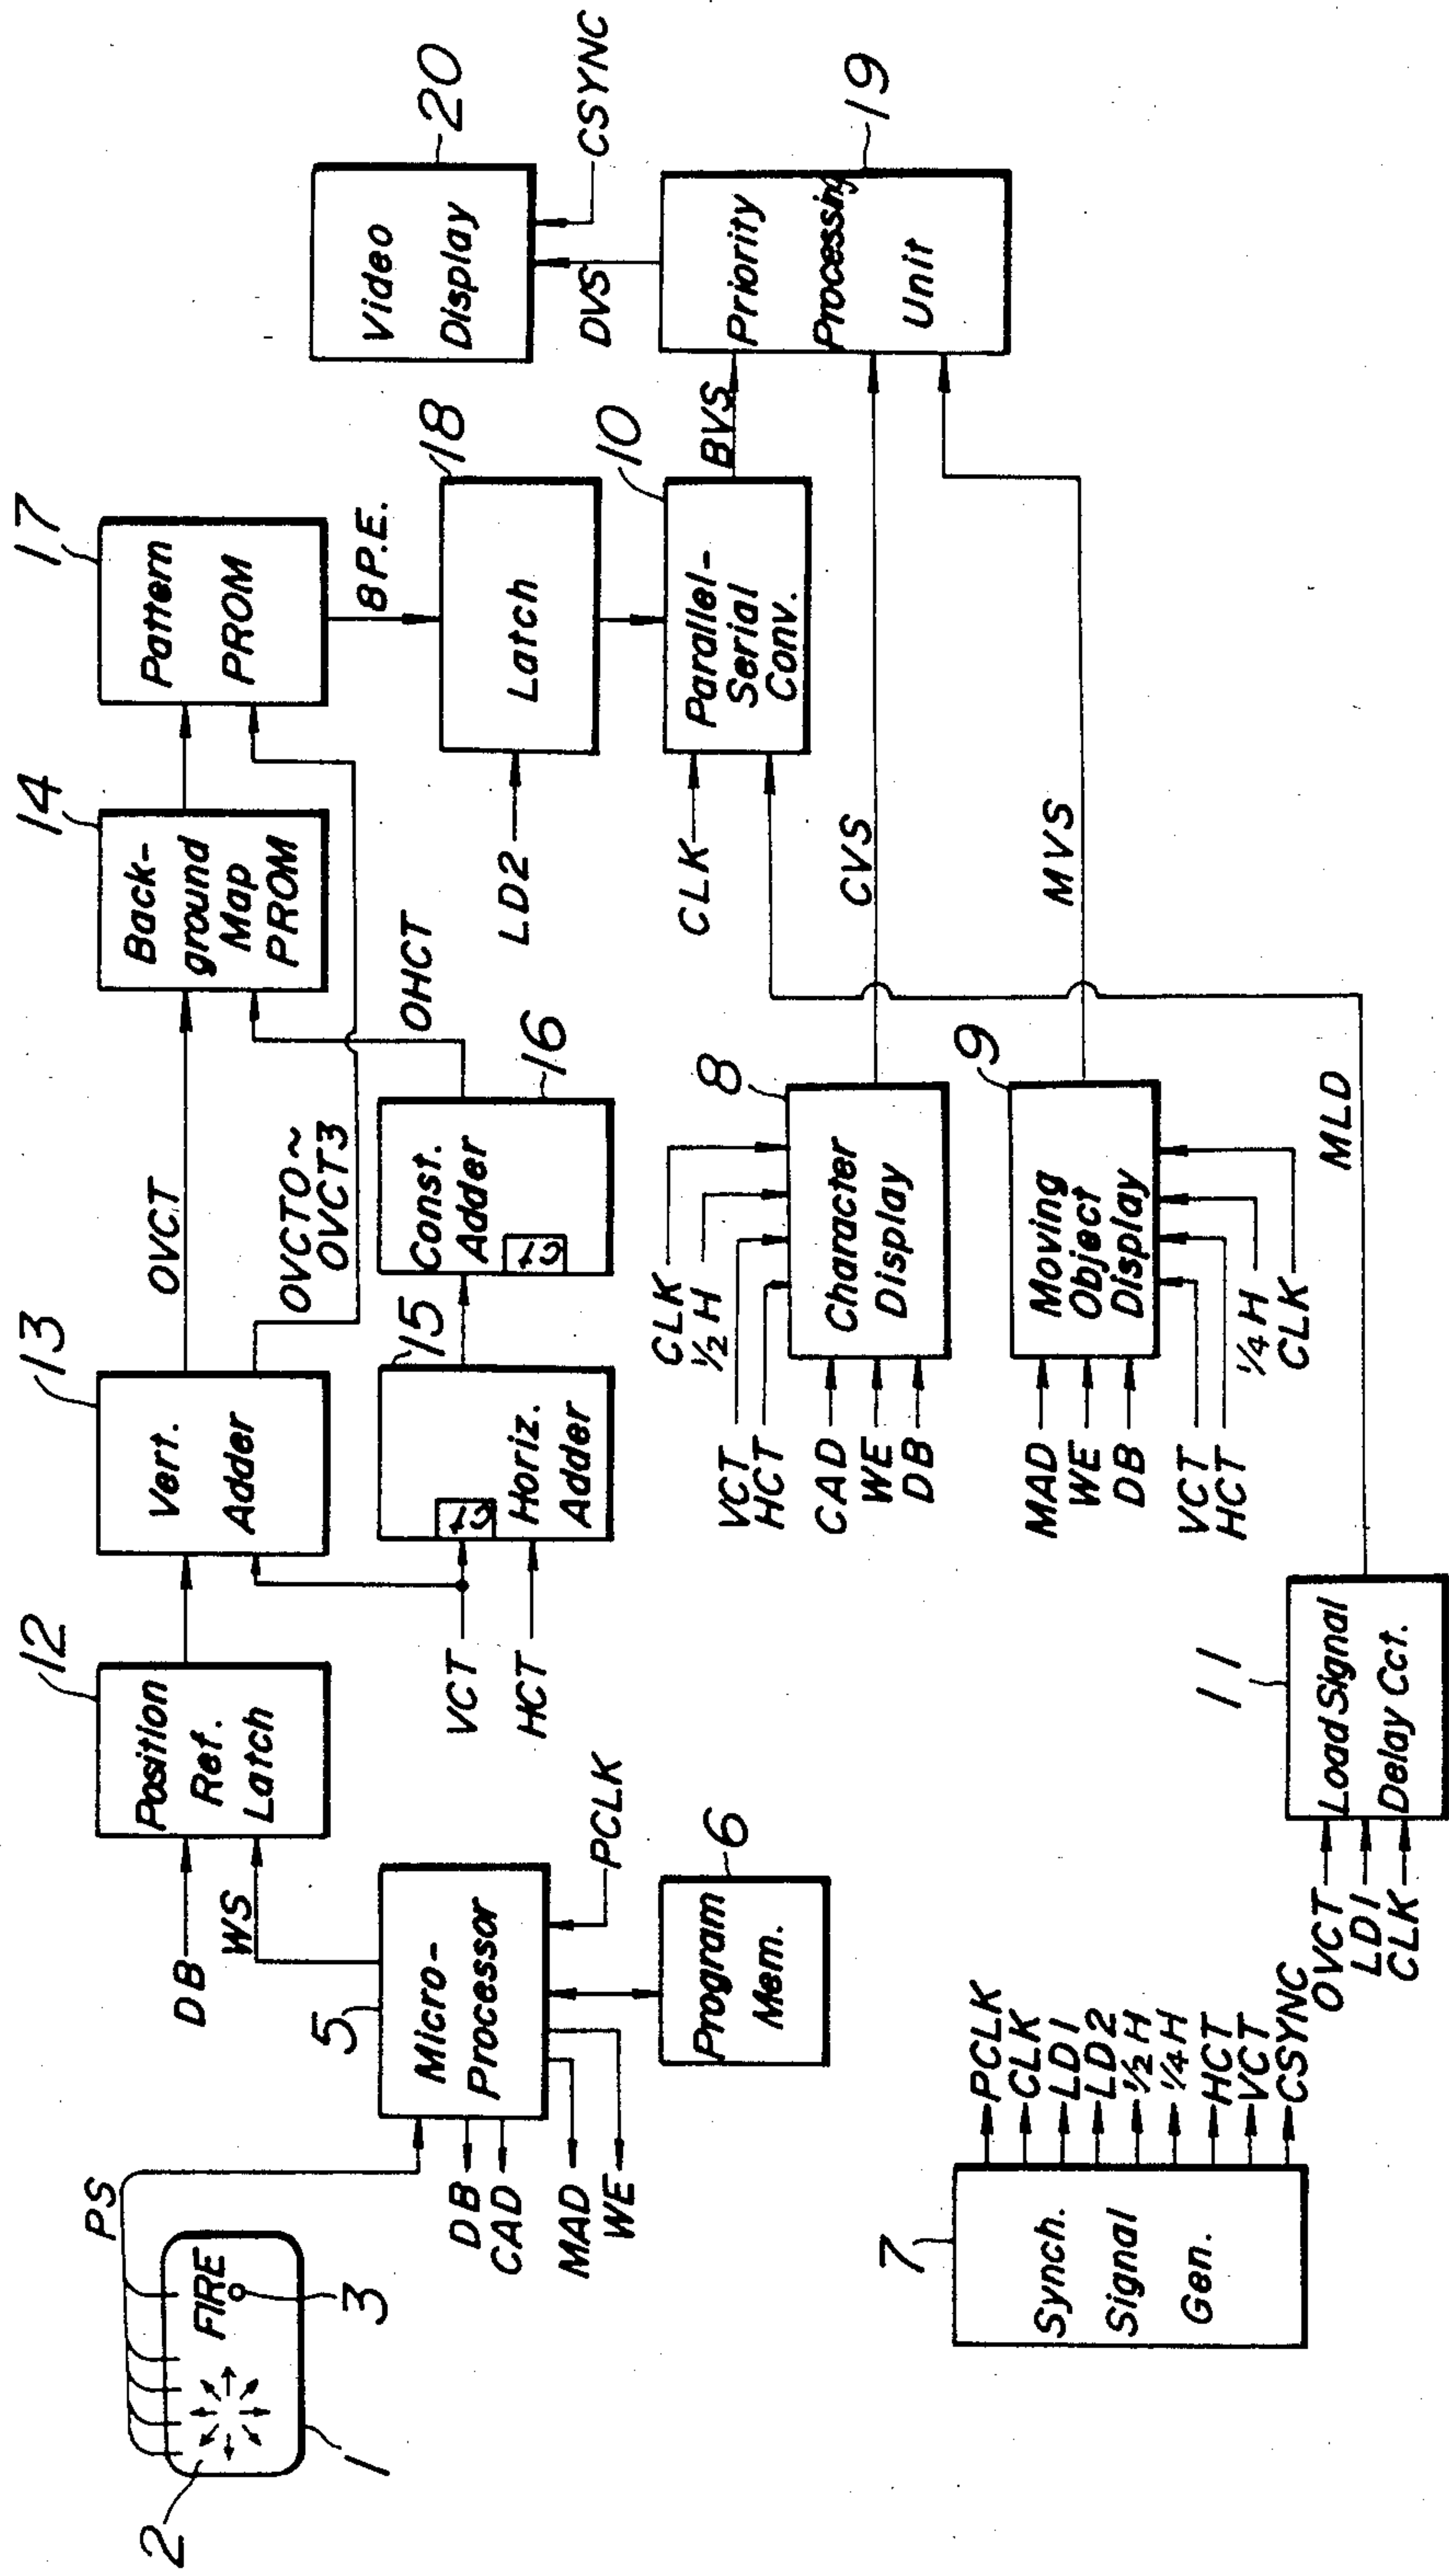 2
1
PS
FIRE
3
DB
WS
5
Micro-
Processor
PCLK
DB
CAD
MAD
WE
Program
Mem.
6
12
Position
Ref.
Latch
VCT
HCT
13
Vert.
Adder
OVCT
OVCTO~
OVCT3
15
Horiz.
Adder
Const.
Adder
16
OHCT
14
Back-
ground
Map
PROM
17
Pattern
PROM
8P.E.
18
Latch
LD2
10
Parallel-
Serial
Conv.
CLK
BVS
20
Video
Display
CSYNC
DVS
19
Priority
Processing
Unit
CVS
MVS
8
Character
Display
CLK
½H
VCT
HCT
CAD
WE
DB
9
Moving
Object
Display
MAD
WE
DB
VCT
HCT
¼H
CLK
MLD
11
Load Signal
Delay Cct.
OVCT
LD1
CLK
7
Synch.
Signal
Gen.
PCLK
CLK
LD1
LD2
½H
¼H
HCT
VCT
CSYNC